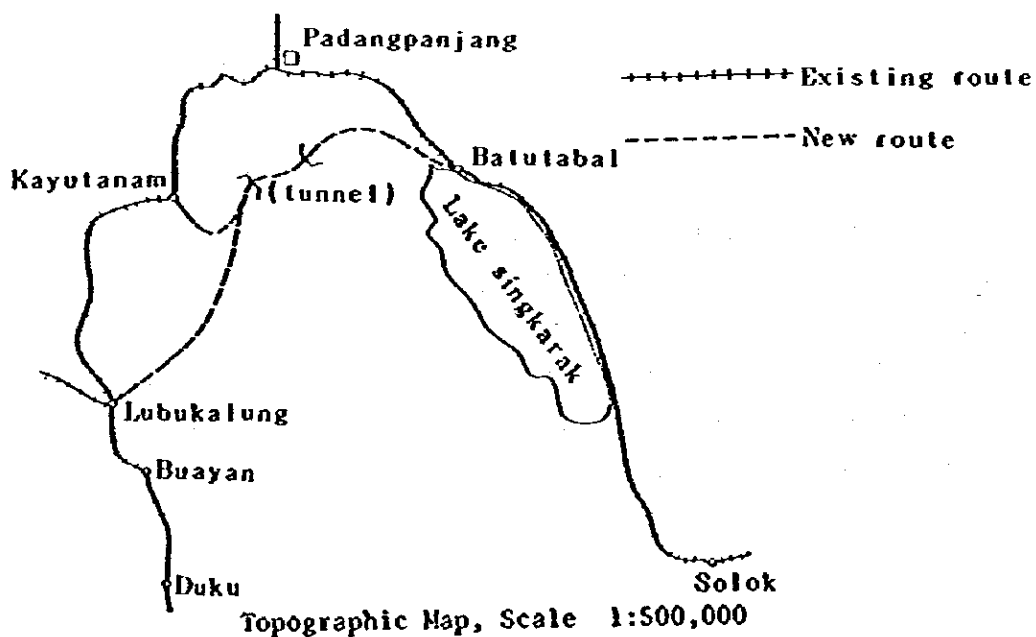 Padangpanjang
Existing route
New route
Batutabal
Kayutanam
(tunnel)
Lake singkarak
Lubukalung
Buayan
Duku
Solok
Topographic Map, Scale 1:500,000